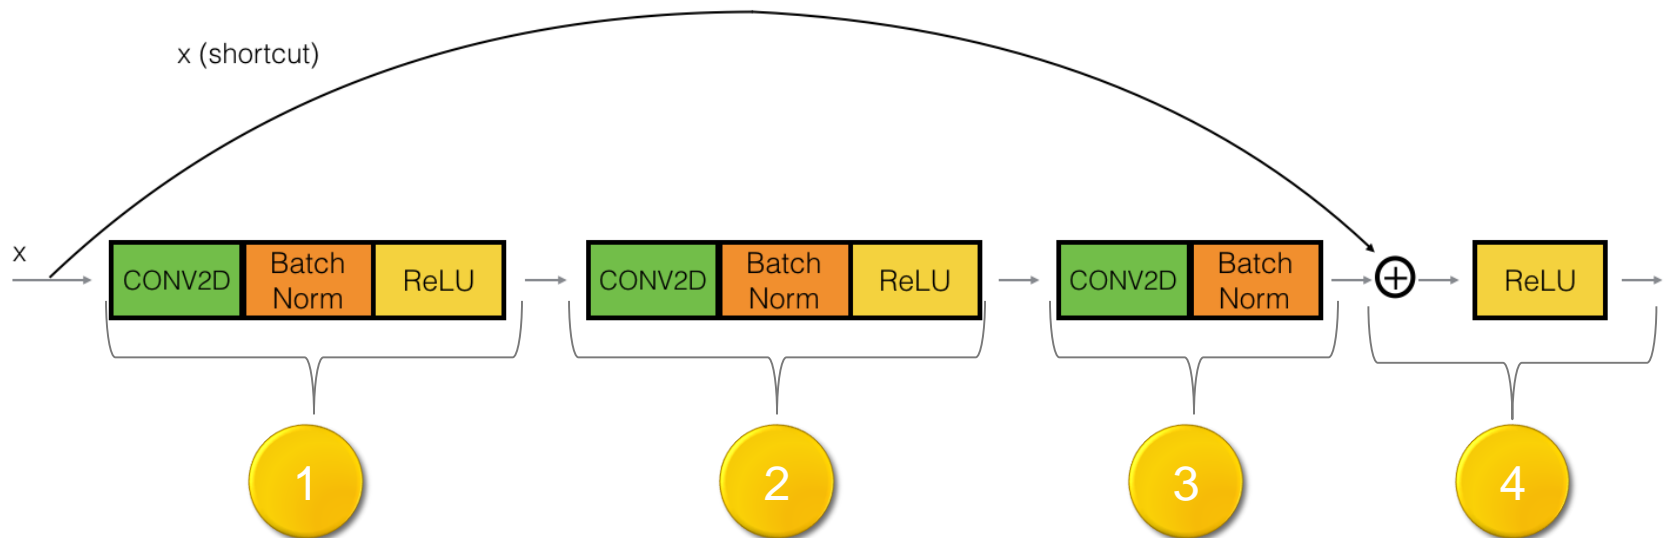 x (shortcut)
x
CONV2D
Batch
Norm
ReLU
CONV2D
Batch
Norm
ReLU
CONV2D
Batch
Norm
+
ReLU
1
2
3
4